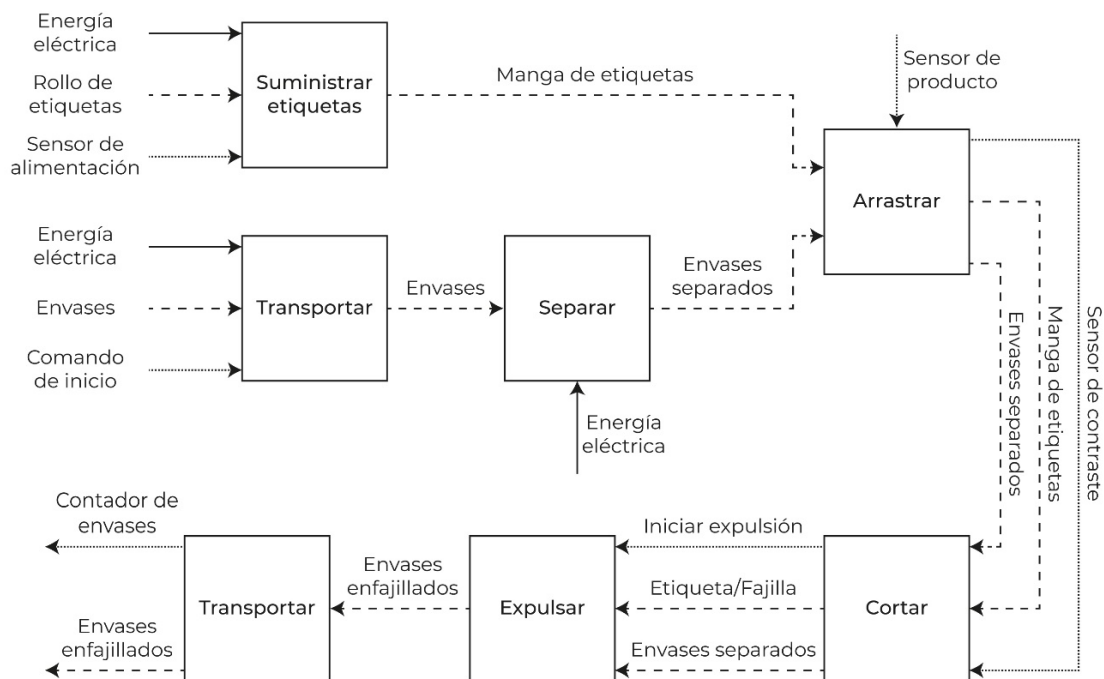 Energía
eléctrica
Rollo de
etiquetas
Sensor de
alimentación
Suministrar
etiquetas
Manga de etiquetas
Sensor de
producto
Arrastrar
Energía
eléctrica
Envases
Comando
de inicio
Transportar
Envases
Separar
Envases
separados
Energía
eléctrica
Envases separados
Manga de etiquetas
Sensor de contraste
Contador de
envases
Envases
enfajillados
Transportar
Envases
enfajillados
Expulsar
Iniciar expulsión
Etiqueta/Fajilla
Envases separados
Cortar